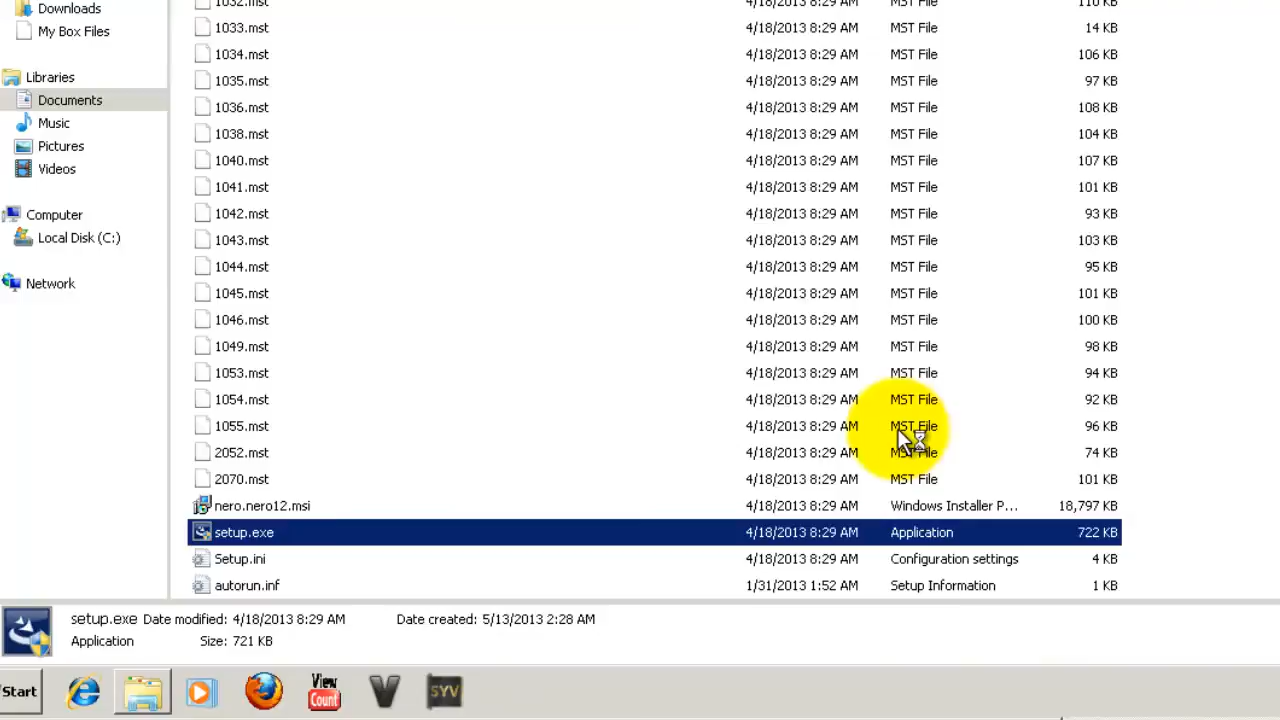 Downloads
My Box Files
Libraries
Documents
Music
Pictures
Videos
Computer
Local Disk (C:)
Network
1032.mst 4/18/2013 8:29 AM MST File 110 KB
1033.mst 4/18/2013 8:29 AM MST File 14 KB
1034.mst 4/18/2013 8:29 AM MST File 106 KB
1035.mst 4/18/2013 8:29 AM MST File 97 KB
1036.mst 4/18/2013 8:29 AM MST File 108 KB
1038.mst 4/18/2013 8:29 AM MST File 104 KB
1040.mst 4/18/2013 8:29 AM MST File 107 KB
1041.mst 4/18/2013 8:29 AM MST File 101 KB
1042.mst 4/18/2013 8:29 AM MST File 93 KB
1043.mst 4/18/2013 8:29 AM MST File 103 KB
1044.mst 4/18/2013 8:29 AM MST File 95 KB
1045.mst 4/18/2013 8:29 AM MST File 101 KB
1046.mst 4/18/2013 8:29 AM MST File 100 KB
1049.mst 4/18/2013 8:29 AM MST File 98 KB
1053.mst 4/18/2013 8:29 AM MST File 94 KB
1054.mst 4/18/2013 8:29 AM MST File 92 KB
1055.mst 4/18/2013 8:29 AM MST File 96 KB
2052.mst 4/18/2013 8:29 AM MST File 74 KB
2070.mst 4/18/2013 8:29 AM MST File 101 KB
nero.nero12.msi 4/18/2013 8:29 AM Windows Installer P... 18,797 KB
setup.exe 4/18/2013 8:29 AM Application 722 KB
Setup.ini 4/18/2013 8:29 AM Configuration settings 4 KB
autorun.inf 1/31/2013 1:52 AM Setup Information 1 KB
setup.exe Date modified: 4/18/2013 8:29 AM Date created: 5/13/2013 2:28 AM
Application Size: 721 KB
Start
View
Count
V
SYV